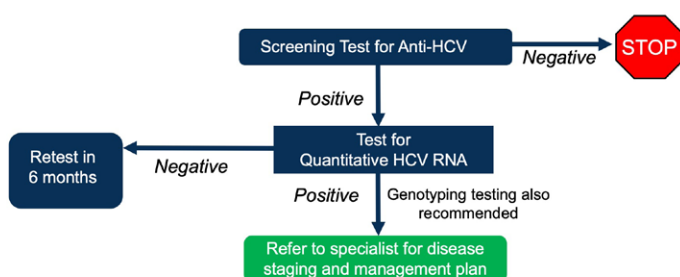 Screening Test for Anti-HCV
Negative
STOP
Positive
Test for
Quantitative HCV RNA
Negative
Retest in
6 months
Positive
Genotyping testing also
recommended
Refer to specialist for disease
staging and management plan